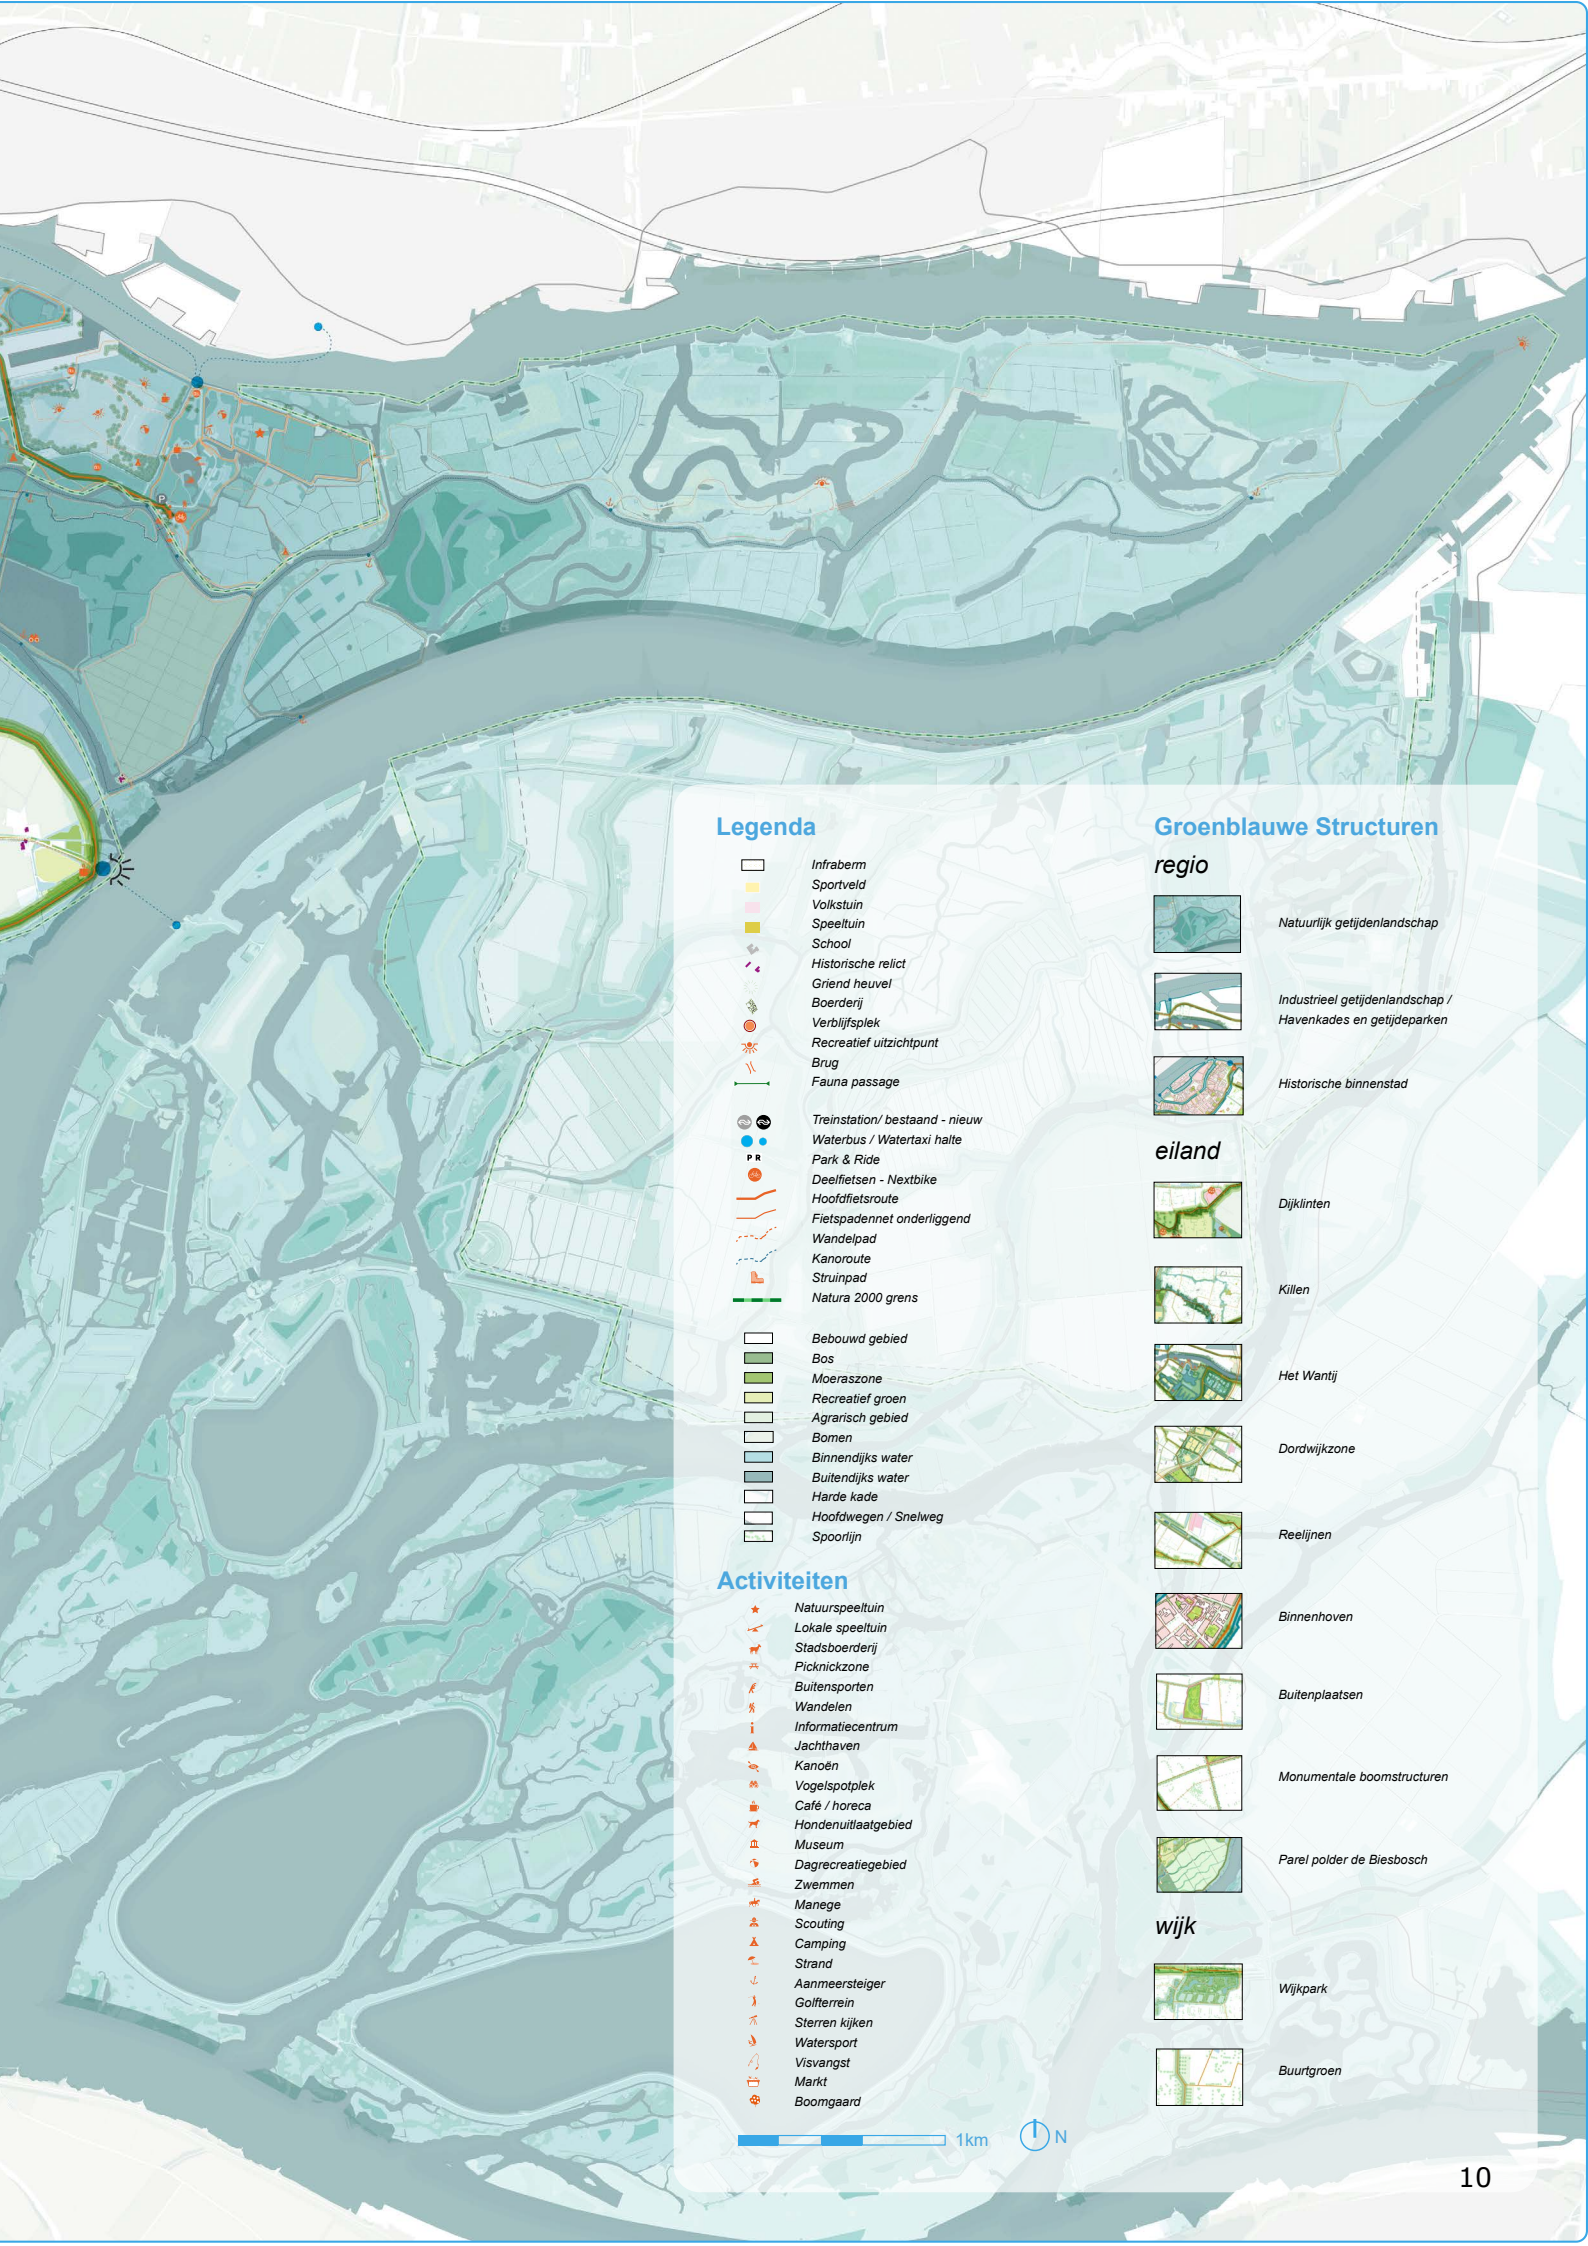 Legenda
Infraberm
Sportveld
Volkstuin
Speeltuin
School
Historische relict
Griend heuvel
Boerderij
Verblijfsplek
Recreatief uitzichtpunt
Brug
Fauna passage
Treinstation/ bestaand - nieuw
Waterbus / Watertaxi halte
P R Park & Ride
Deelfietsen - Nextbike
Hoofdfietsroute
Fietspadennet onderliggend
Wandelpad
Kanoroute
Struinpad
Natura 2000 grens
Bebouwd gebied
Bos
Moeraszone
Recreatief groen
Agrarisch gebied
Bomen
Binnendijks water
Buitendijks water
Harde kade
Hoofdwegen / Snelweg
Spoorlijn
Activiteiten
Natuurspeeltuin
Lokale speeltuin
Stadsboerderij
Picknickzone
Buitensporten
Wandelen
Informatiecentrum
Jachthaven
Kanoën
Vogelspotplek
Café / horeca
Hondenuitlaatgebied
Museum
Dagrecreatiegebied
Zwemmen
Manege
Scouting
Camping
Strand
Aanmeersteiger
Golfterrein
Sterren kijken
Watersport
Visvangst
Markt
Boomgaard
1km
N
Groenblauwe Structuren
regio
Natuurlijk getijdenlandschap
Industrieel getijdenlandschap /
Havenkades en getijdeparken
Historische binnenstad
eiland
Dijklinten
Killen
Het Wantij
Dordwijkzone
Reelijnen
Binnenhoven
Buitenplaatsen
Monumentale boomstructuren
Parel polder de Biesbosch
wijk
Wijkpark
Buurtgroen
10
P